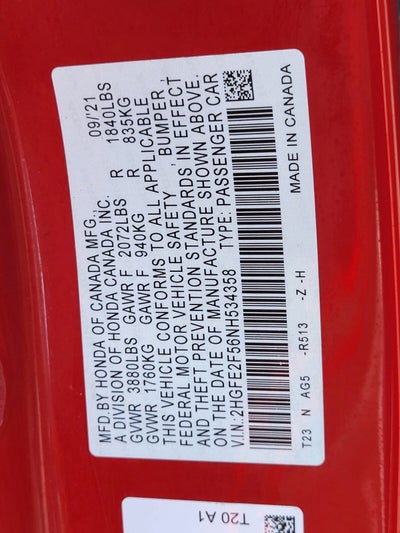 MFD.BY HONDA OF CANADA MFG., 09/'21
A DIVISION OF HONDA CANADA INC.
GVWR 3880LBS GAWR F 2072LBS R 1840LBS
GVWR 1760KG GAWR F 940KG R 835KG
THIS VEHICLE CONFORMS TO ALL APPLICABLE
FEDERAL MOTOR VEHICLE SAFETY, BUMPER,
AND THEFT PREVENTION STANDARDS IN EFFECT
ON THE DATE OF MANUFACTURE SHOWN ABOVE.
V.I.N.:2HGFE2F56NH534358 TYPE: PASSENGER CAR
MADE IN CANADA
T23 N AG5 -R513 -Z -H
T20 A1